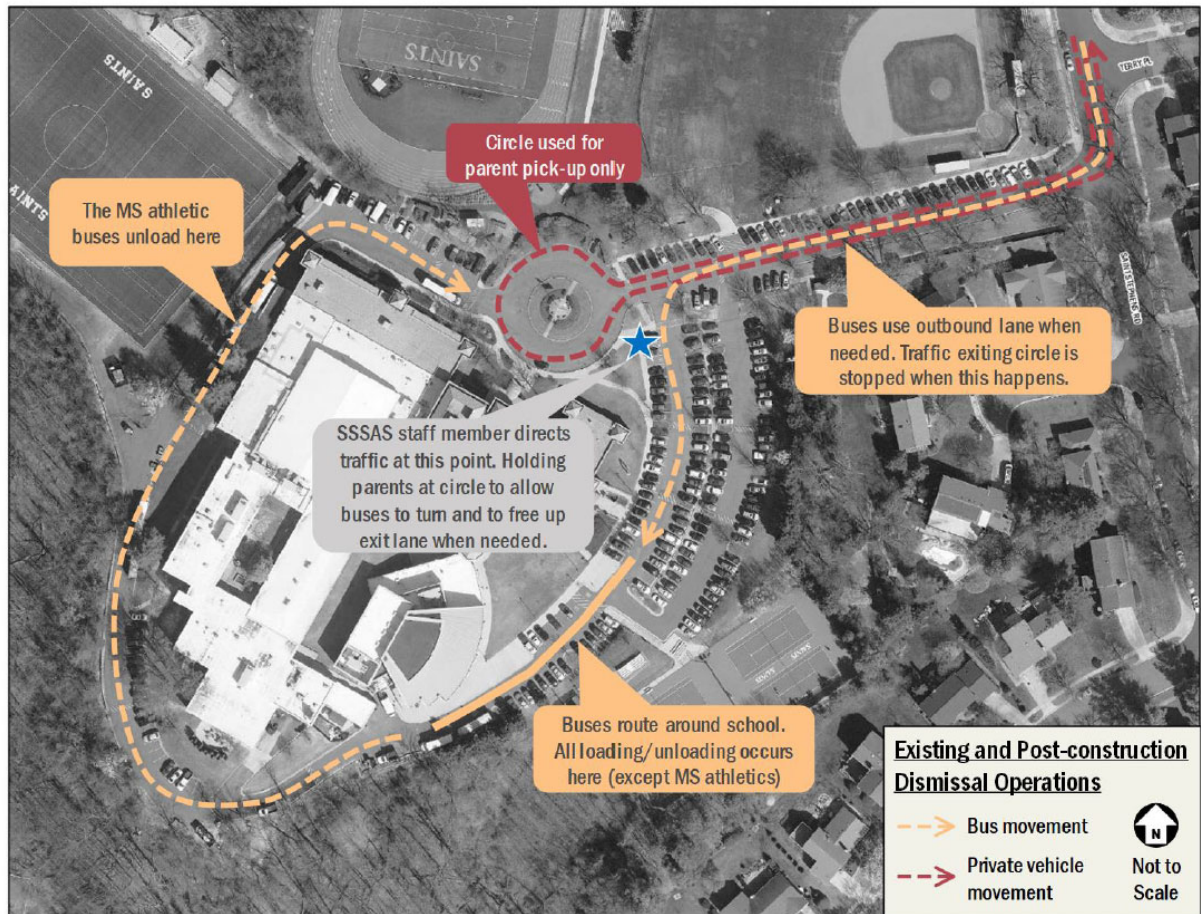 SAINTS
SAINTS
SAINTS
TERRY PL
Circle used for
parent pick-up only
The MS athletic
buses unload here
Buses use outbound lane when
needed. Traffic exiting circle is
stopped when this happens.
SSSAS staff member directs
traffic at this point. Holding
parents at circle to allow
buses to turn and to free up
exit lane when needed.
SAINTS
SAINTS
Buses route around school.
All loading/unloading occurs
here (except MS athletics)
Existing and Post-construction
Dismissal Operations
Bus movement
Private vehicle
movement
N
Not to
Scale